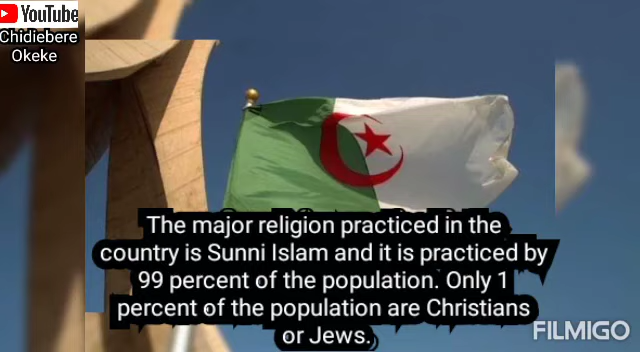 YouTube
Chidiebere
Okeke
The major religion practiced in the
country is Sunni Islam and it is practiced by
99 percent of the population. Only 1
percent of the population are Christians
or Jews.
FILMIGO